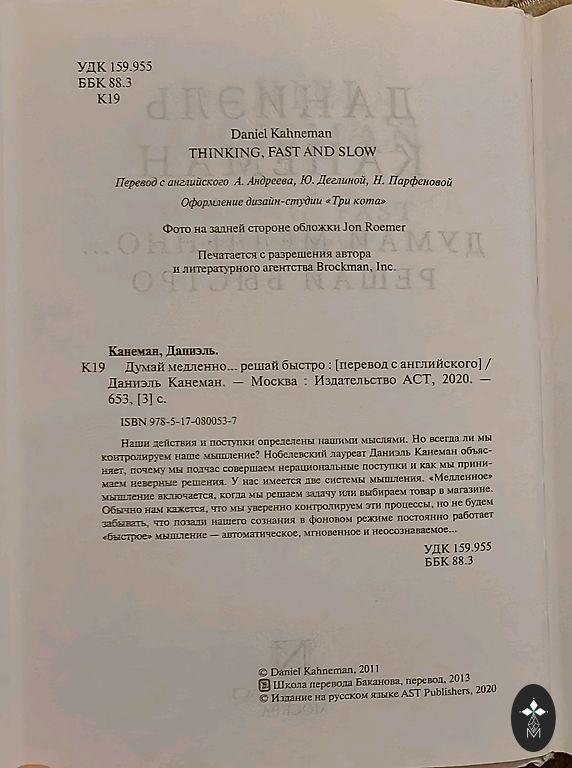 УДК 159.955
ББК 88.3
К19
Daniel Kahneman
THINKING, FAST AND SLOW
Перевод с английского А. Андреева, Ю. Деглиной, Н. Парфеновой
Оформление дизайн-студии «Три кота»
Фото на задней стороне обложки Jon Roemer
Печатается с разрешения автора
и литературного агентства Brockman, Inc.
Канеман, Даниэль.
К19 Думай медленно... решай быстро : [перевод с английского] /
Даниэль Канеман. — Москва : Издательство АСТ, 2020. —
653, [3] с.
ISBN 978-5-17-080053-7
Наши действия и поступки определены нашими мыслями. Но всегда ли мы
контролируем наше мышление? Нобелевский лауреат Даниэль Канеман объяс-
няет, почему мы подчас совершаем нерациональные поступки и как мы прини-
маем неверные решения. У нас имеется две системы мышления. «Медленное»
мышление включается, когда мы решаем задачу или выбираем товар в магазине.
Обычно нам кажется, что мы уверенно контролируем эти процессы, но не будем
забывать, что позади нашего сознания в фоновом режиме постоянно работает
«быстрое» мышление — автоматическое, мгновенное и неосознаваемое...
УДК 159.955
ББК 88.3
© Daniel Kahneman, 2011
Школа перевода Баканова, перевод, 2013
© Издание на русском языке AST Publishers, 2020